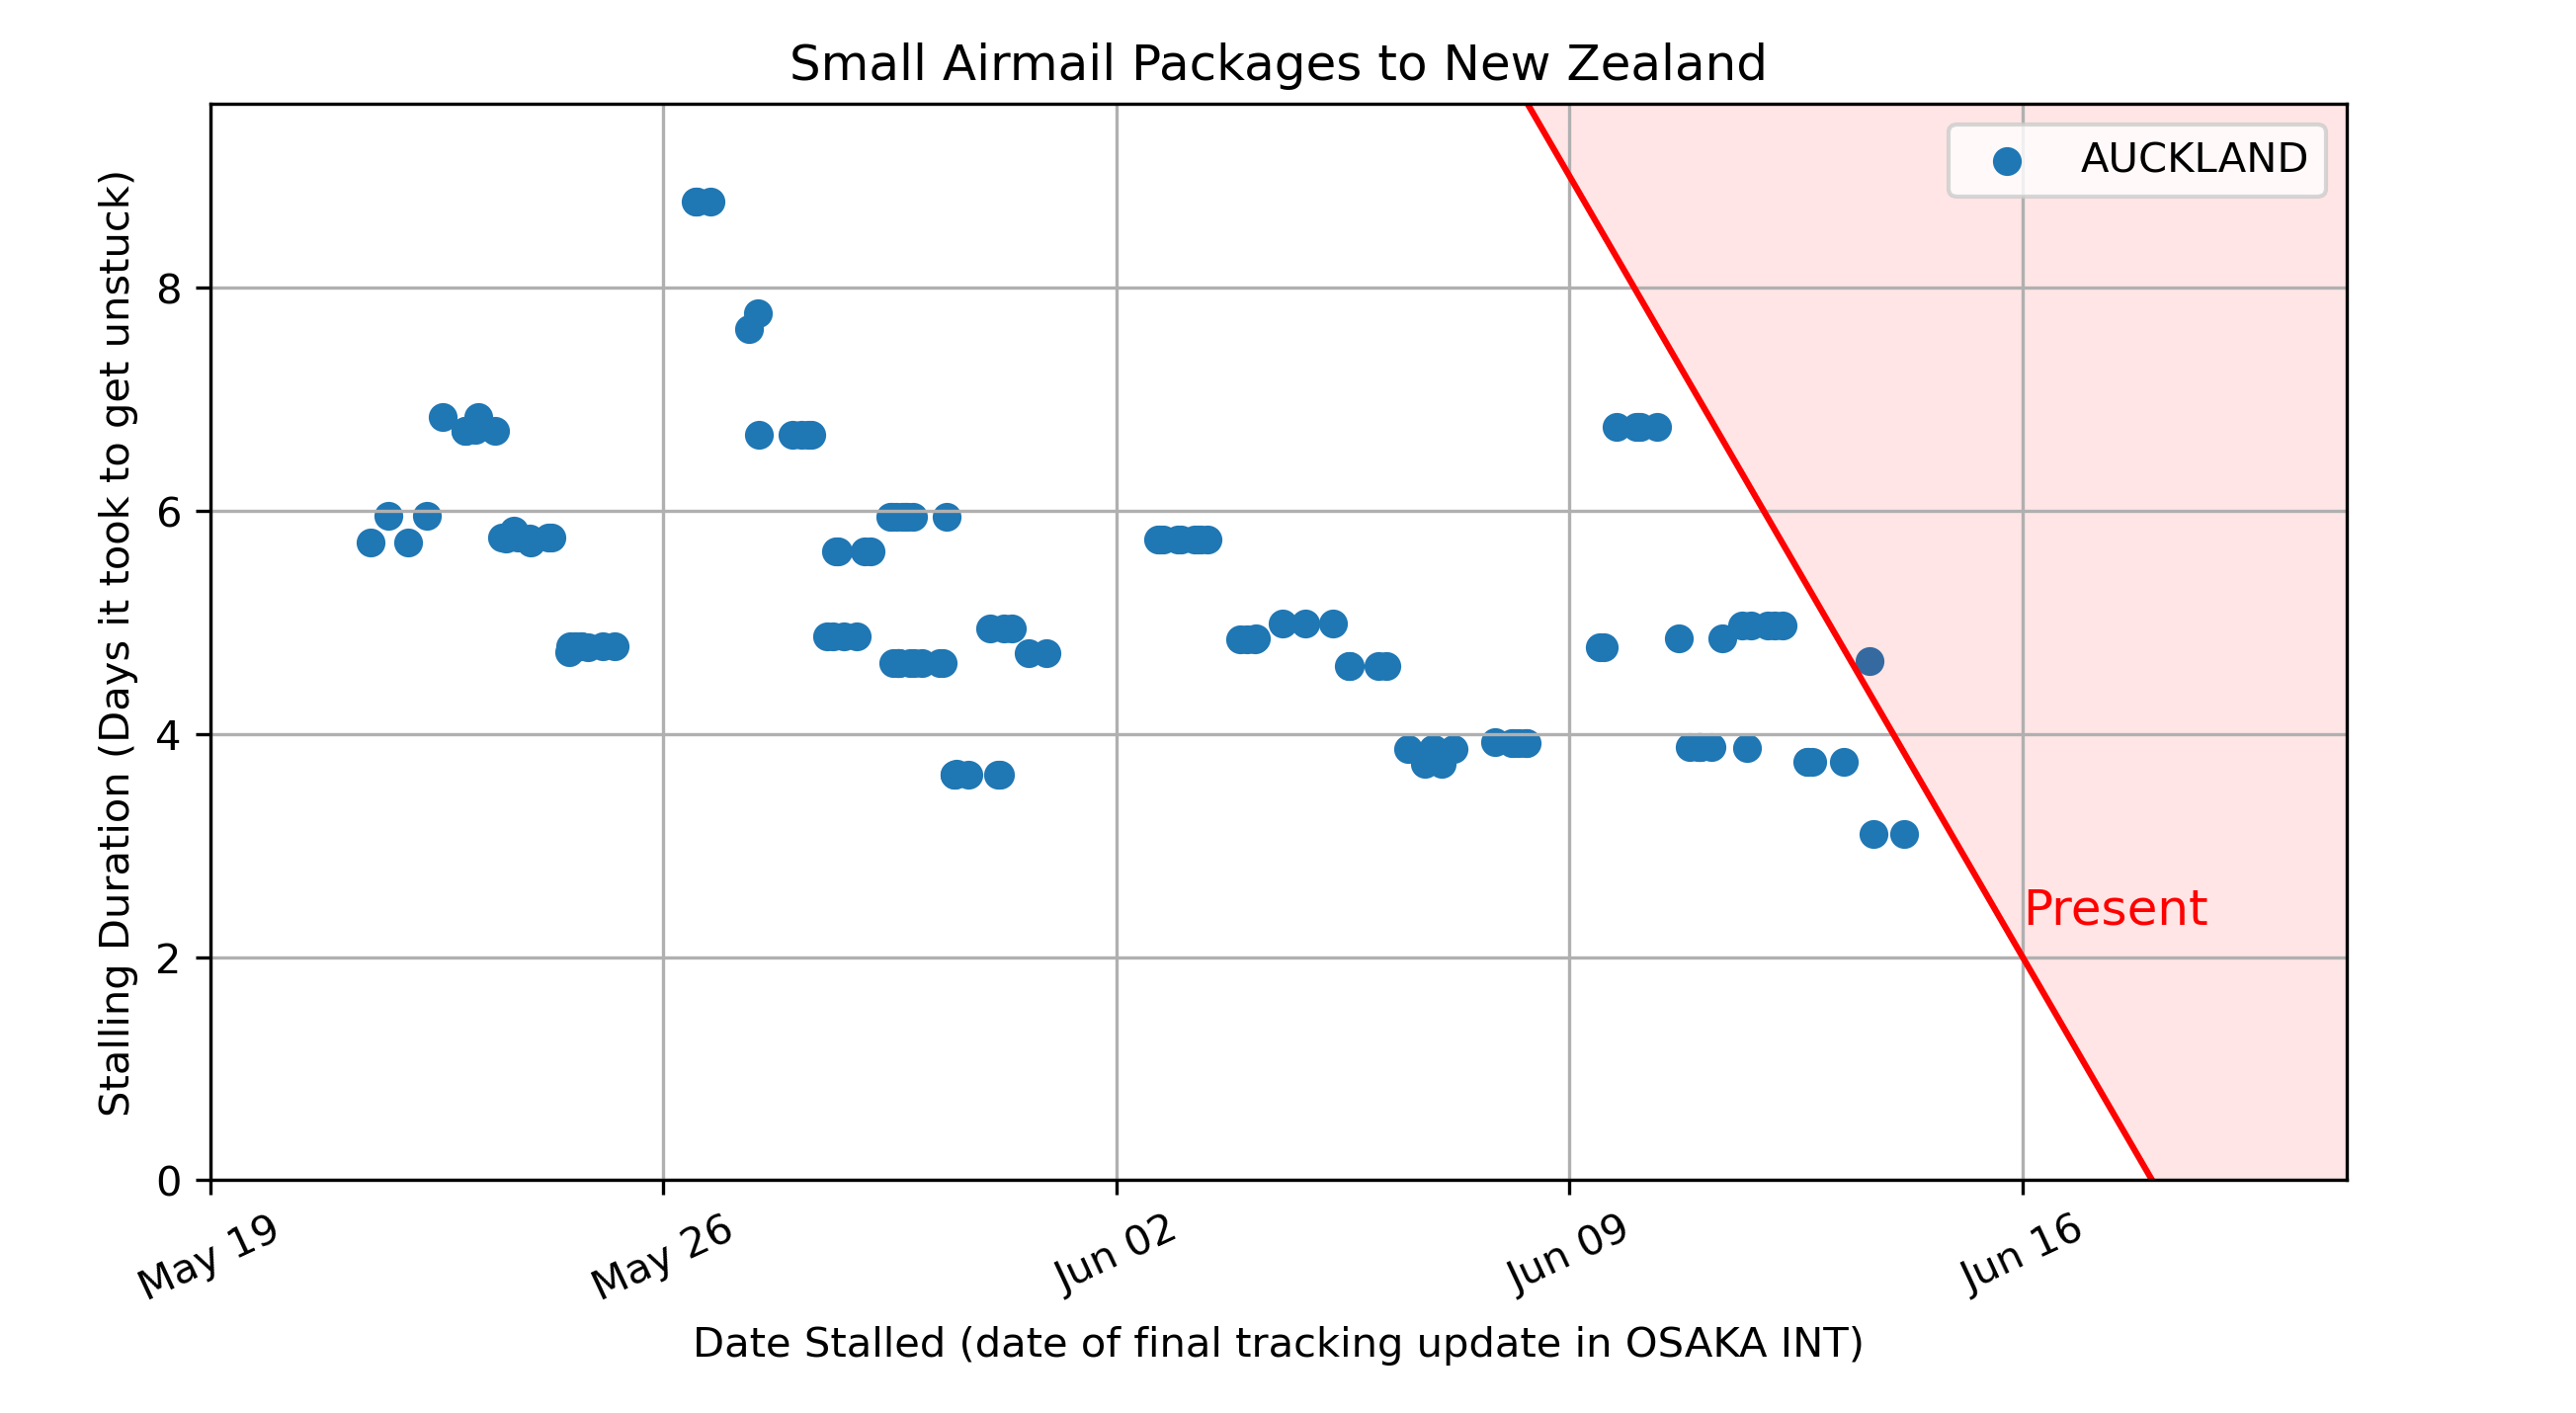 Small Airmail Packages to New Zealand
AUCKLAND
Stalling Duration (Days it took to get unstuck)
8
6
4
2
0
Present
May 19
May 26
Jun 02
Jun 09
Jun 16
Date Stalled (date of final tracking update in OSAKA INT)